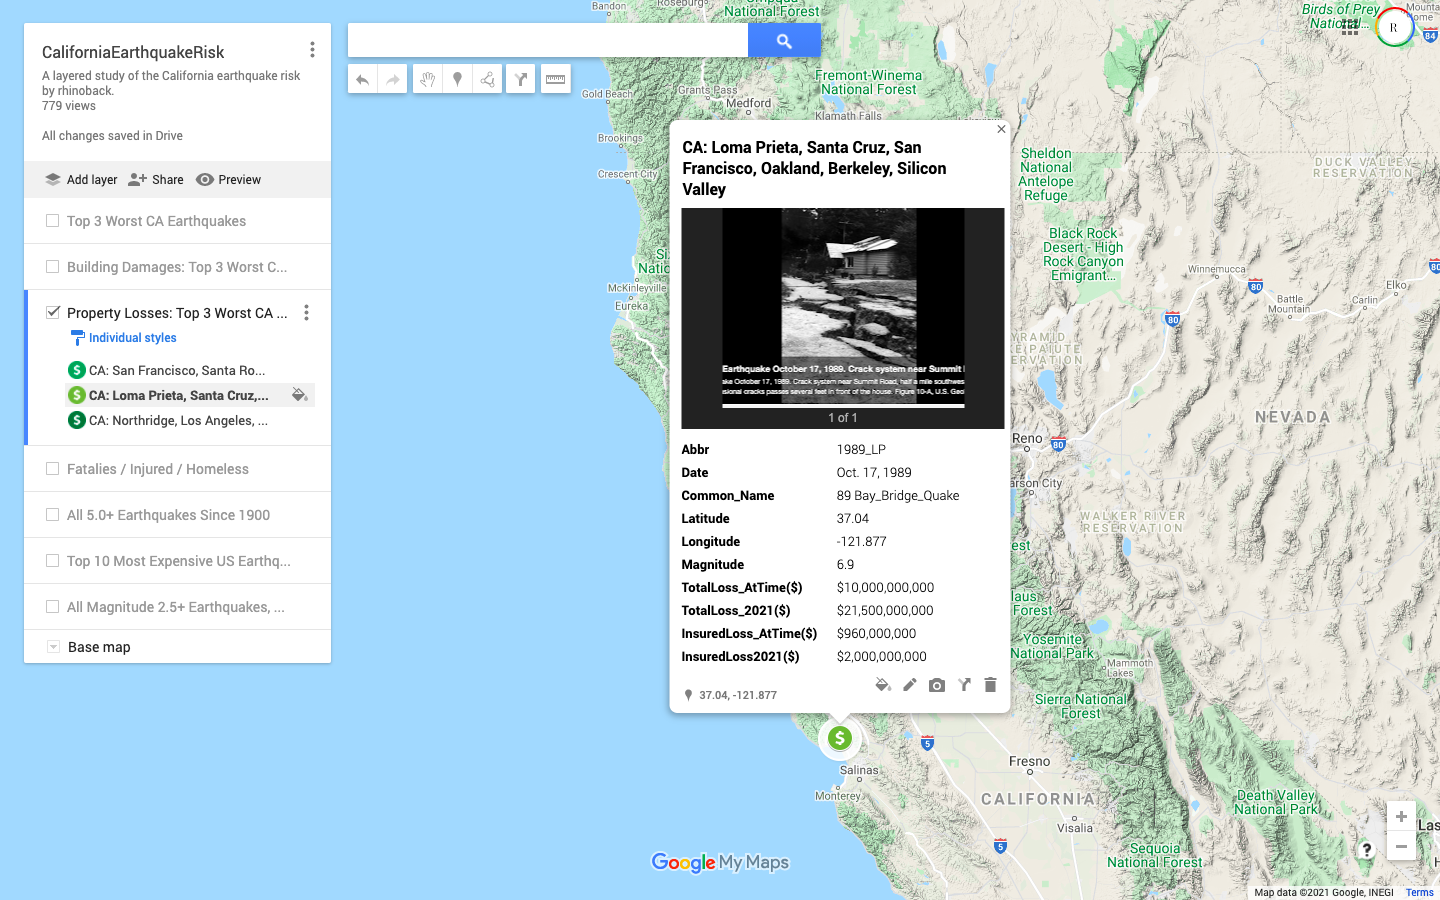 CaliforniaEarthquakeRisk
A layered study of the California earthquake risk
by rhinoback.
779 views
All changes saved in Drive
Add layer
Share
Preview
Top 3 Worst CA Earthquakes
Building Damages: Top 3 Worst C...
Property Losses: Top 3 Worst CA ...
Individual styles
CA: San Francisco, Santa Ro...
CA: Loma Prieta, Santa Cruz,...
CA: Northridge, Los Angeles, ...
Fatalies / Injured / Homeless
All 5.0+ Earthquakes Since 1900
Top 10 Most Expensive US Earthq...
All Magnitude 2.5+ Earthquakes, ...
Base map
CA: Loma Prieta, Santa Cruz, San
Francisco, Oakland, Berkeley, Silicon
Valley
Earthquake October 17, 1989. Crack system near Summit
ake October 17, 1989. Crack system near Summit Road, half a mile southwes
sional cracks passes several feet in front of the house. Figure 10-A, U.S. Geo
1 of 1
Abbr 1989_LP
Date Oct. 17, 1989
Common_Name 89 Bay_Bridge_Quake
Latitude 37.04
Longitude -121.877
Magnitude 6.9
TotalLoss_AtTime($) $10,000,000,000
TotalLoss_2021($) $21,500,000,000
InsuredLoss_AtTime($) $960,000,000
InsuredLoss2021($) $2,000,000,000
37.04, -121.877
Bandon
Roseburg
Umpqua
National Forest
Gold Beach
Grants Pass
Medford
Fremont-Winema
National Forest
Klamath Falls
Brookings
Crescent City
McKinleyville
Eureka
Birds of Prey
National...
Mountain
Home
84
R
Sheldon
National
Antelope
Refuge
DUCK VALLEY
RESERVATION
Black Rock
Desert - High
Rock Canyon
Emigrant...
Winnemucca
80
Battle
Mountain
Elko
Carlin
80
80
80
NEVADA
Reno
arson City
WALKER RIVER
RESERVATION
Yosemite
National Park
Mammoth
Lakes
Sierra National
Forest
5
Fresno
Salinas
Monterey
CALIFORNIA
Visalia
5
Death Valley
National Park
Sequoia
National Forest
Las
Google My Maps
Map data ©2021 Google, INEGI
Terms